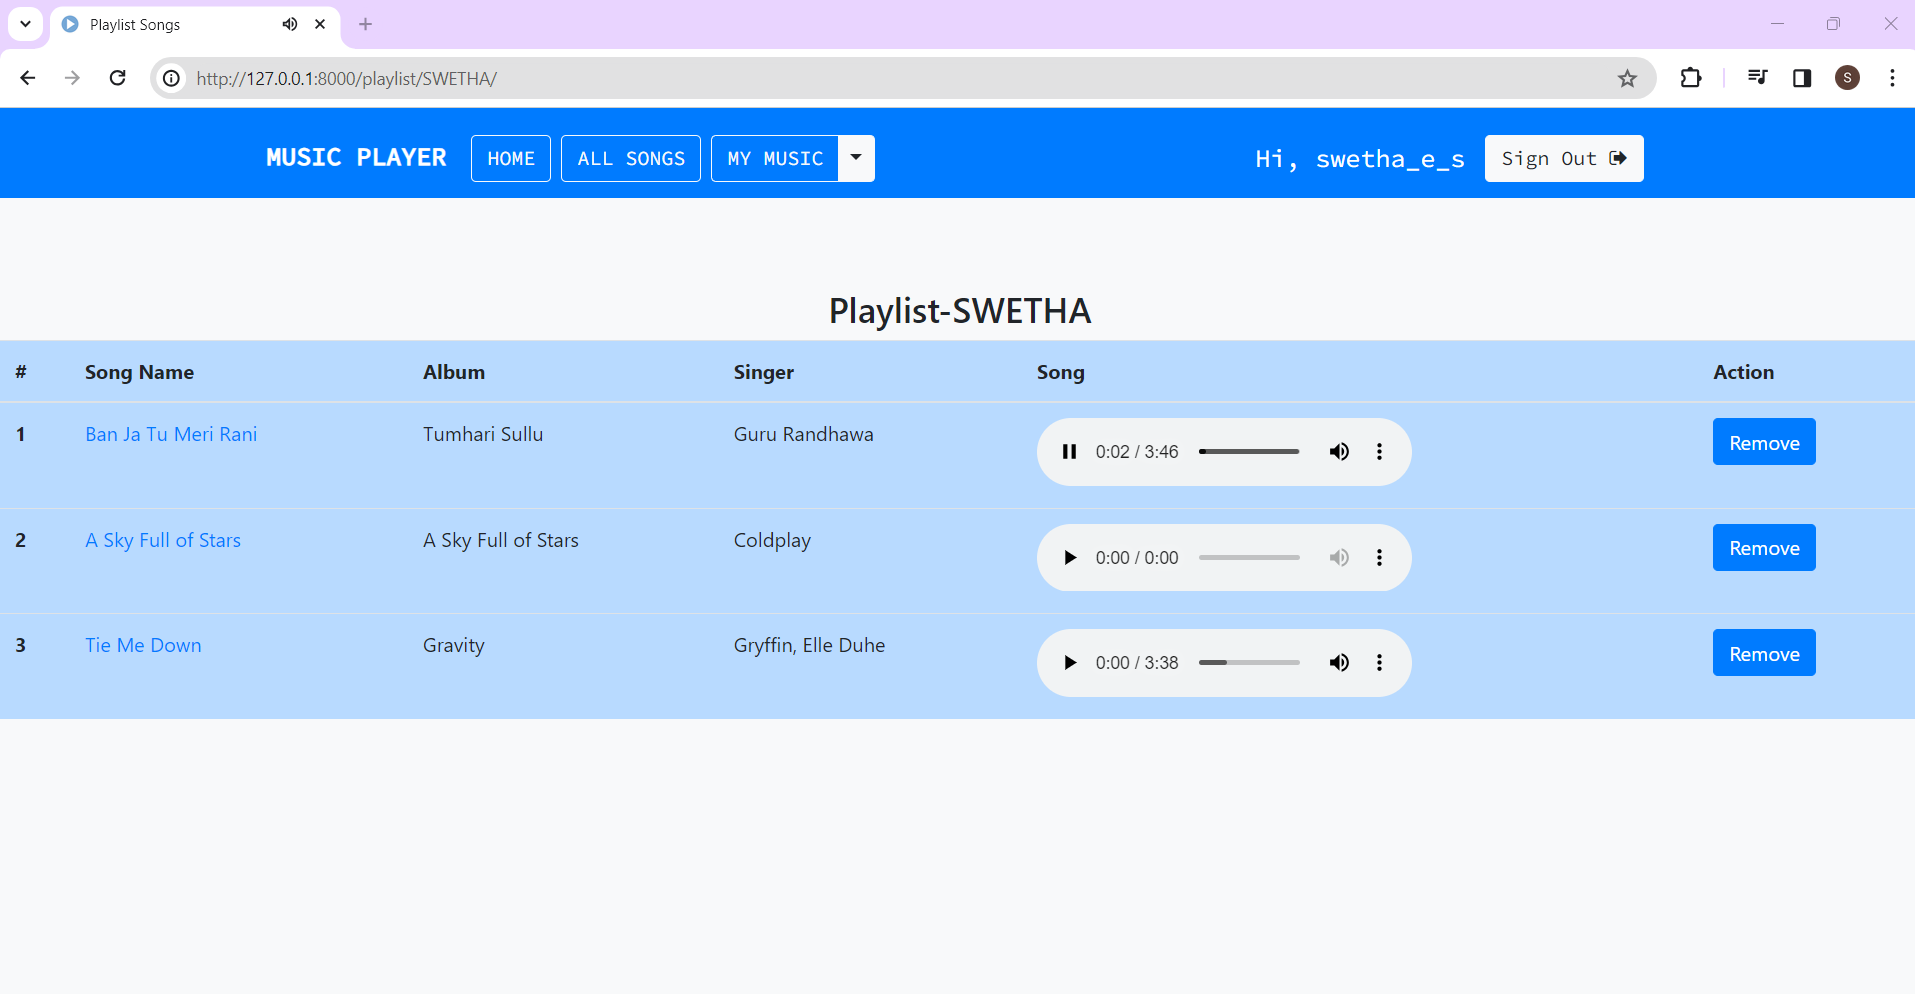 Playlist Songs
http://127.0.0.1:8000/playlist/SWETHA/
S
MUSIC PLAYER HOME ALL SONGS MY MUSIC Hi, swetha_e_s Sign Out
Playlist-SWETHA
# Song Name Album Singer Song Action
1 Ban Ja Tu Meri Rani Tumhari Sullu Guru Randhawa 0:02 / 3:46 Remove
2 A Sky Full of Stars A Sky Full of Stars Coldplay 0:00 / 0:00 Remove
3 Tie Me Down Gravity Gryffin, Elle Duhe 0:00 / 3:38 Remove